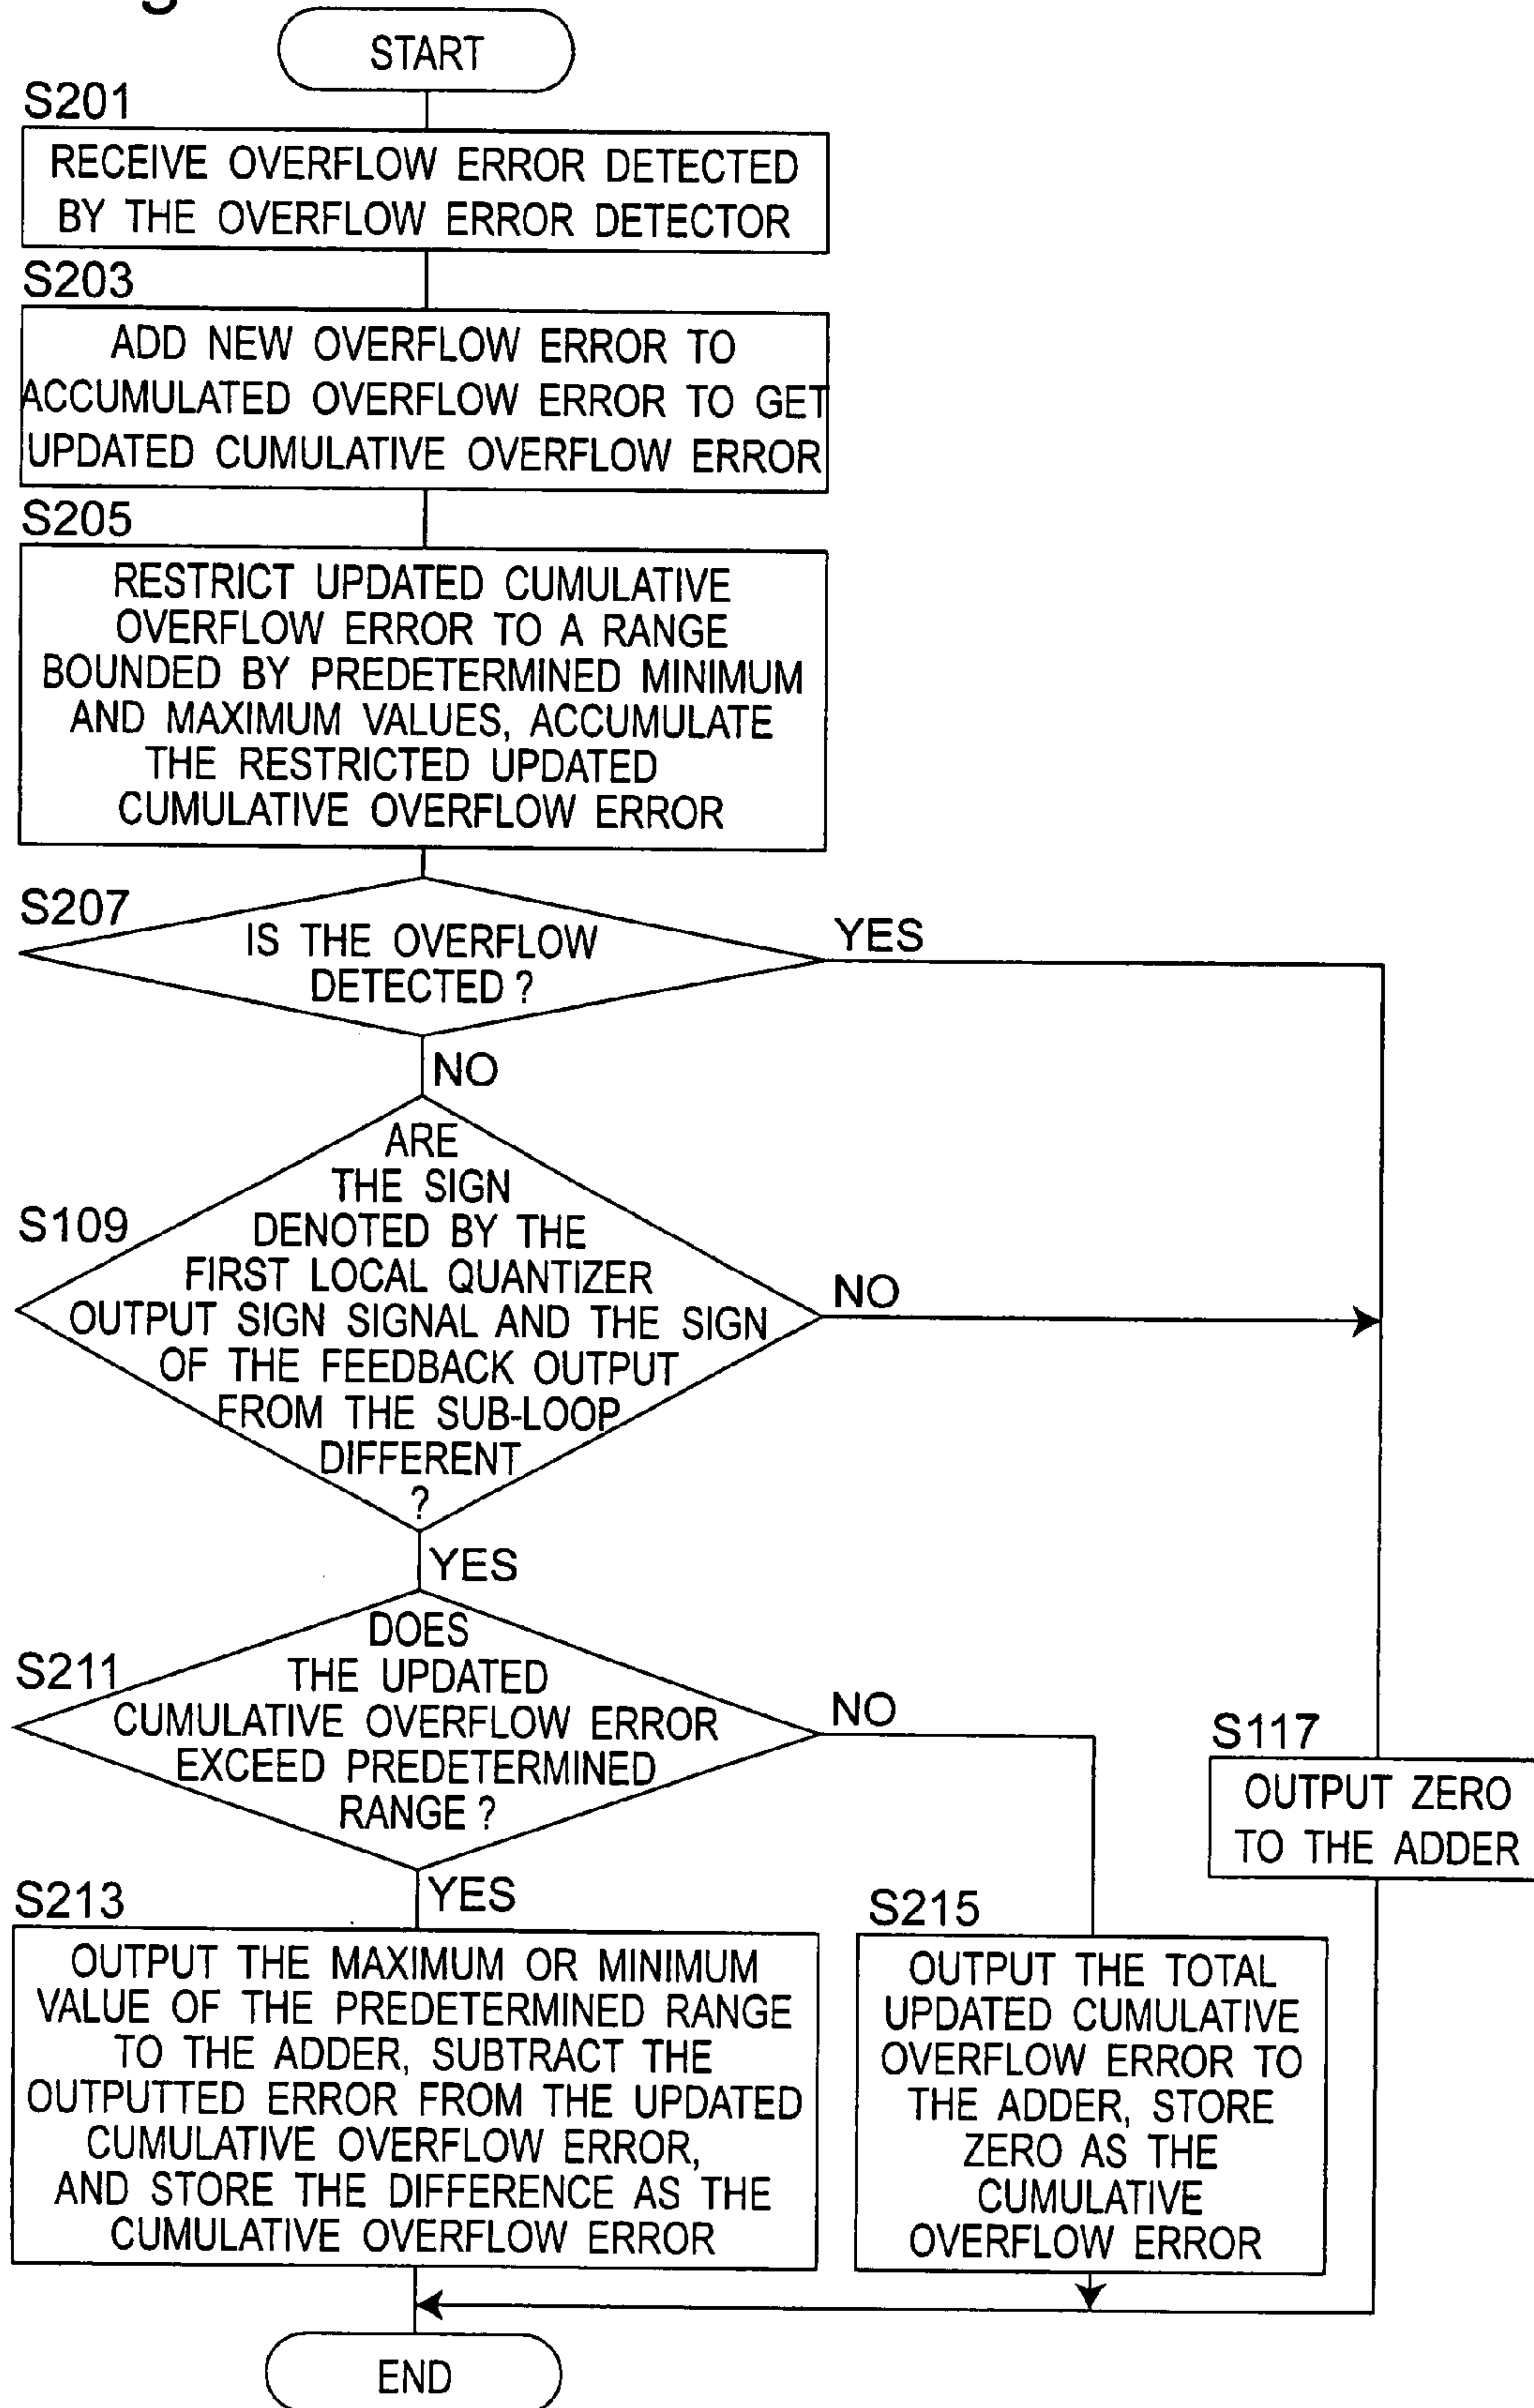 START
S201
RECEIVE OVERFLOW ERROR DETECTED
BY THE OVERFLOW ERROR DETECTOR
S203
ADD NEW OVERFLOW ERROR TO
ACCUMULATED OVERFLOW ERROR TO GET
UPDATED CUMULATIVE OVERFLOW ERROR
S205
RESTRICT UPDATED CUMULATIVE
OVERFLOW ERROR TO A RANGE
BOUNDED BY PREDETERMINED MINIMUM
AND MAXIMUM VALUES, ACCUMULATE
THE RESTRICTED UPDATED
CUMULATIVE OVERFLOW ERROR
S207
IS THE OVERFLOW
DETECTED ?
YES
NO
S109
ARE
THE SIGN
DENOTED BY THE
FIRST LOCAL QUANTIZER
OUTPUT SIGN SIGNAL AND THE SIGN
OF THE FEEDBACK OUTPUT
FROM THE SUB-LOOP
DIFFERENT
?
NO
YES
S211
DOES
THE UPDATED
CUMULATIVE OVERFLOW ERROR
EXCEED PREDETERMINED
RANGE ?
NO
YES
S117
OUTPUT ZERO
TO THE ADDER
S213
OUTPUT THE MAXIMUM OR MINIMUM
VALUE OF THE PREDETERMINED RANGE
TO THE ADDER, SUBTRACT THE
OUTPUTTED ERROR FROM THE UPDATED
CUMULATIVE OVERFLOW ERROR,
AND STORE THE DIFFERENCE AS THE
CUMULATIVE OVERFLOW ERROR
S215
OUTPUT THE TOTAL
UPDATED CUMULATIVE
OVERFLOW ERROR TO
THE ADDER, STORE
ZERO AS THE
CUMULATIVE
OVERFLOW ERROR
END